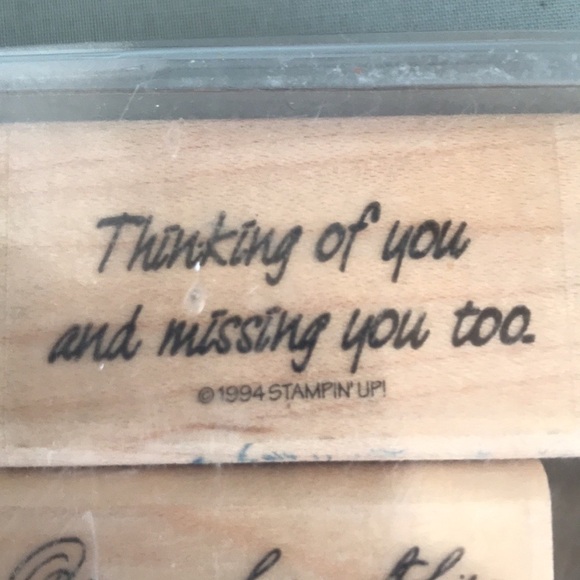 Thinking of you
and missing you too.
© 1994 STAMPIN' UP!